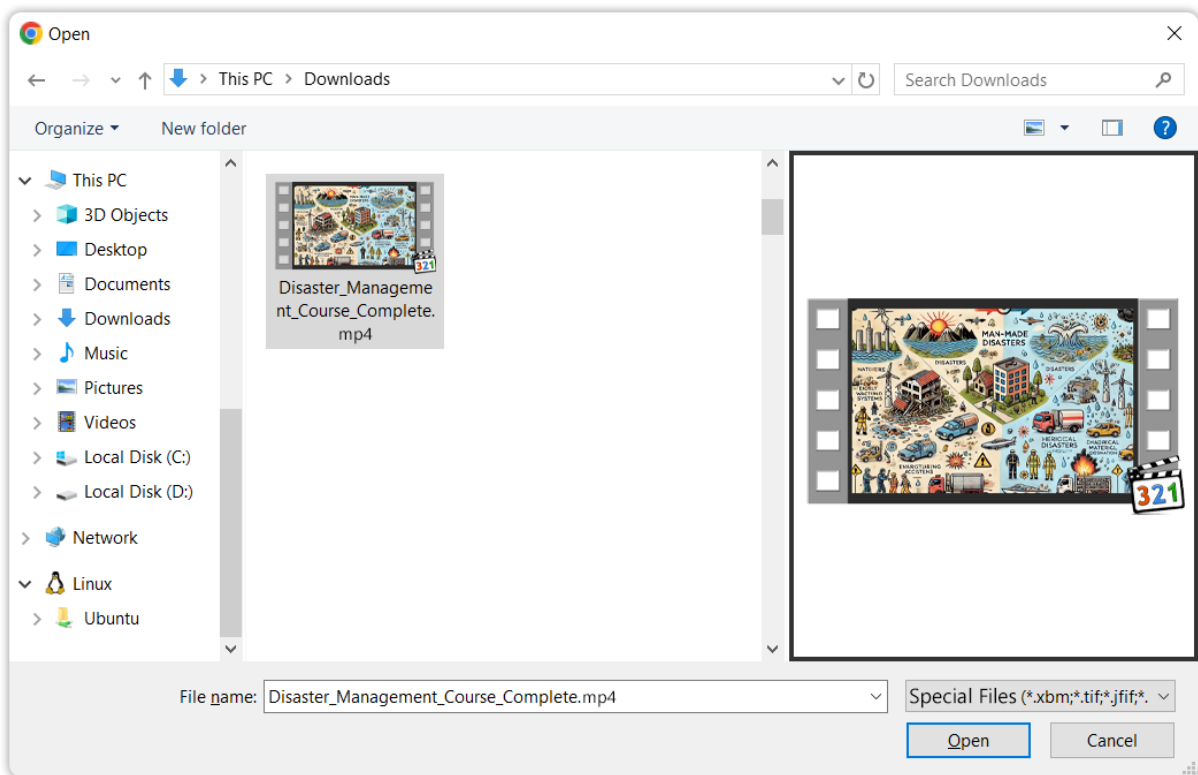 Open
This PC > Downloads
Search Downloads
Organize
New folder
?
This PC
3D Objects
Desktop
Documents
Downloads
Music
Pictures
Videos
Local Disk (C:)
Local Disk (D:)
Network
Linux
Ubuntu
321
Disaster_Manageme
nt_Course_Complete.
mp4
MAN-MADE
DISASTERS
DISASTERS
DISASTERS
SYSTEMS
DISASTERS
321
File name: Disaster_Management_Course_Complete.mp4
Special Files (*.xbm;*.tif;*.jfif;*.
Open
Cancel